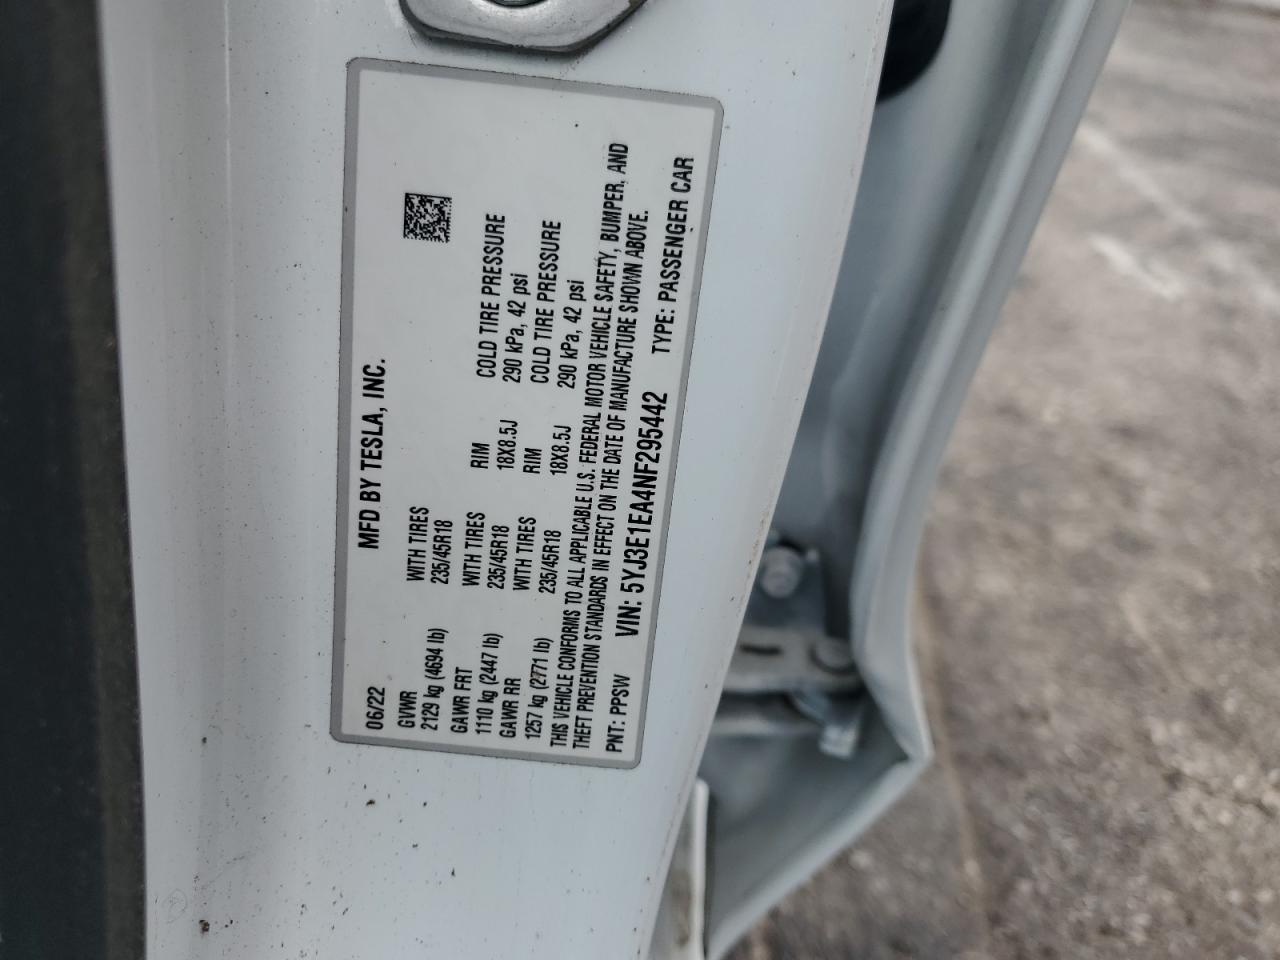 06/22 MFD BY TESLA, INC.
GVWR WITH TIRES
2129 kg (4694 lb) 235/45R18
GAWR FRT WITH TIRES RIM COLD TIRE PRESSURE
1110 kg (2447 lb) 235/45R18 18X8.5J 290 kPa, 42 psi
GAWR RR WITH TIRES RIM COLD TIRE PRESSURE
1257 kg (2771 lb) 235/45R18 18X8.5J 290 kPa, 42 psi
THIS VEHICLE CONFORMS TO ALL APPLICABLE U.S. FEDERAL MOTOR VEHICLE SAFETY, BUMPER, AND
THEFT PREVENTION STANDARDS IN EFFECT ON THE DATE OF MANUFACTURE SHOWN ABOVE.
PNT: PPSW VIN: 5YJ3E1EA4NF295442 TYPE: PASSENGER CAR